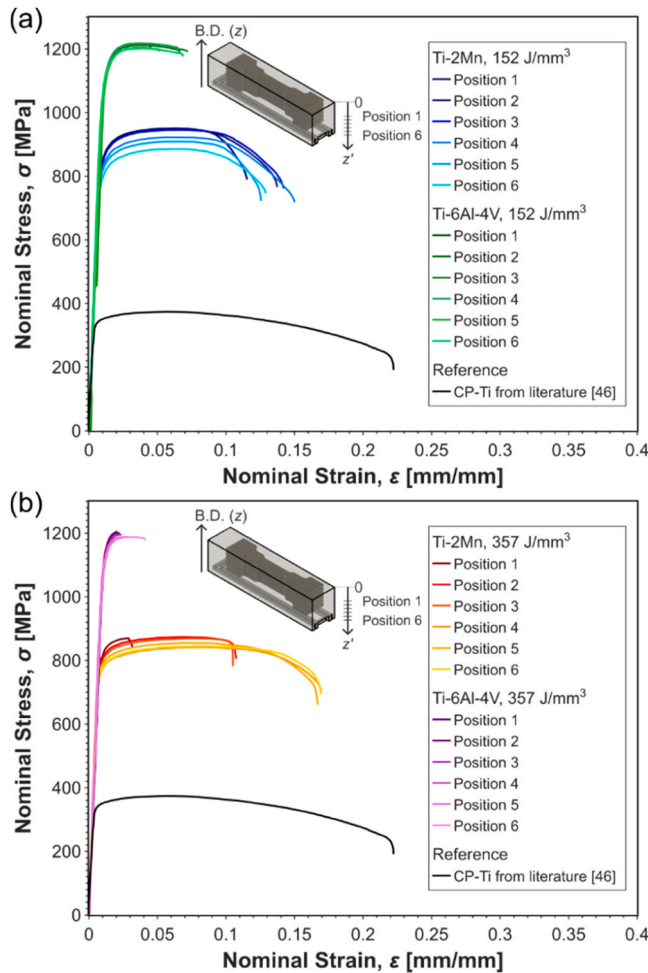 (a)
B.D. (z)
0
Position 1
Position 6
z'
Ti-2Mn, 152 J/mm³
Position 1
Position 2
Position 3
Position 4
Position 5
Position 6
Ti-6Al-4V, 152 J/mm³
Position 1
Position 2
Position 3
Position 4
Position 5
Position 6
Reference
CP-Ti from literature [46]
Nominal Stress, σ [MPa]
1200
1000
800
600
400
200
0
0 0.05 0.1 0.15 0.2 0.25 0.3 0.35 0.4
Nominal Strain, ε [mm/mm]
(b)
B.D. (z)
0
Position 1
Position 6
z'
Ti-2Mn, 357 J/mm³
Position 1
Position 2
Position 3
Position 4
Position 5
Position 6
Ti-6Al-4V, 357 J/mm³
Position 1
Position 2
Position 3
Position 4
Position 5
Position 6
Reference
CP-Ti from literature [46]
Nominal Stress, σ [MPa]
1200
1000
800
600
400
200
0
0 0.05 0.1 0.15 0.2 0.25 0.3 0.35 0.4
Nominal Strain, ε [mm/mm]